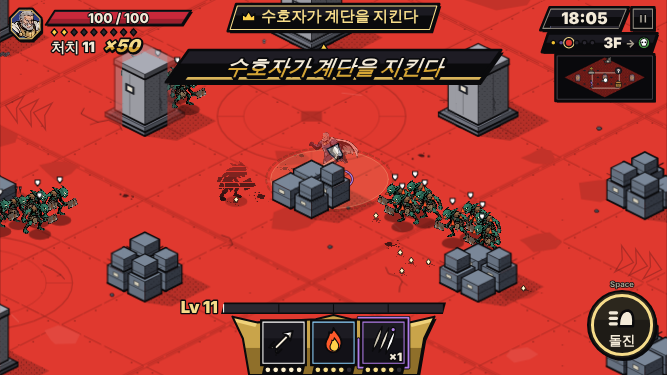 100 / 100
처치 11 ×50
수호자가 계단을 지킨다
18:05
3F
수호자가 계단을 지킨다
Lv 11
×1
Space
돌진